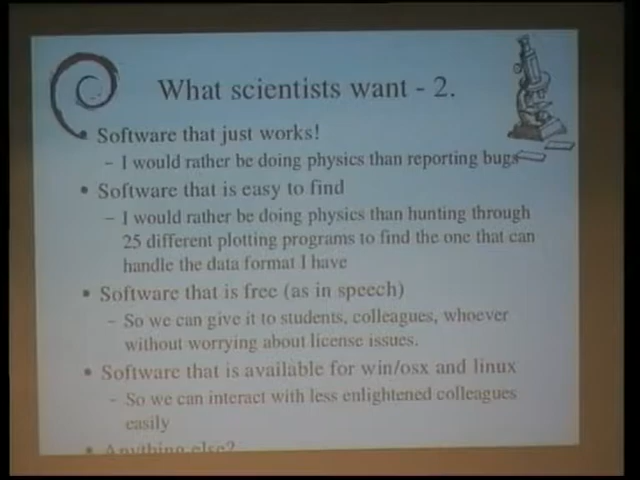 What scientists want - 2.
• Software that just works!
– I would rather be doing physics than reporting bugs
• Software that is easy to find
– I would rather be doing physics than hunting through
25 different plotting programs to find the one that can
handle the data format I have
• Software that is free (as in speech)
– So we can give it to students, colleagues, whoever
without worrying about license issues.
• Software that is available for win/osx and linux
– So we can interact with less enlightened colleagues
easily
• Anything else?